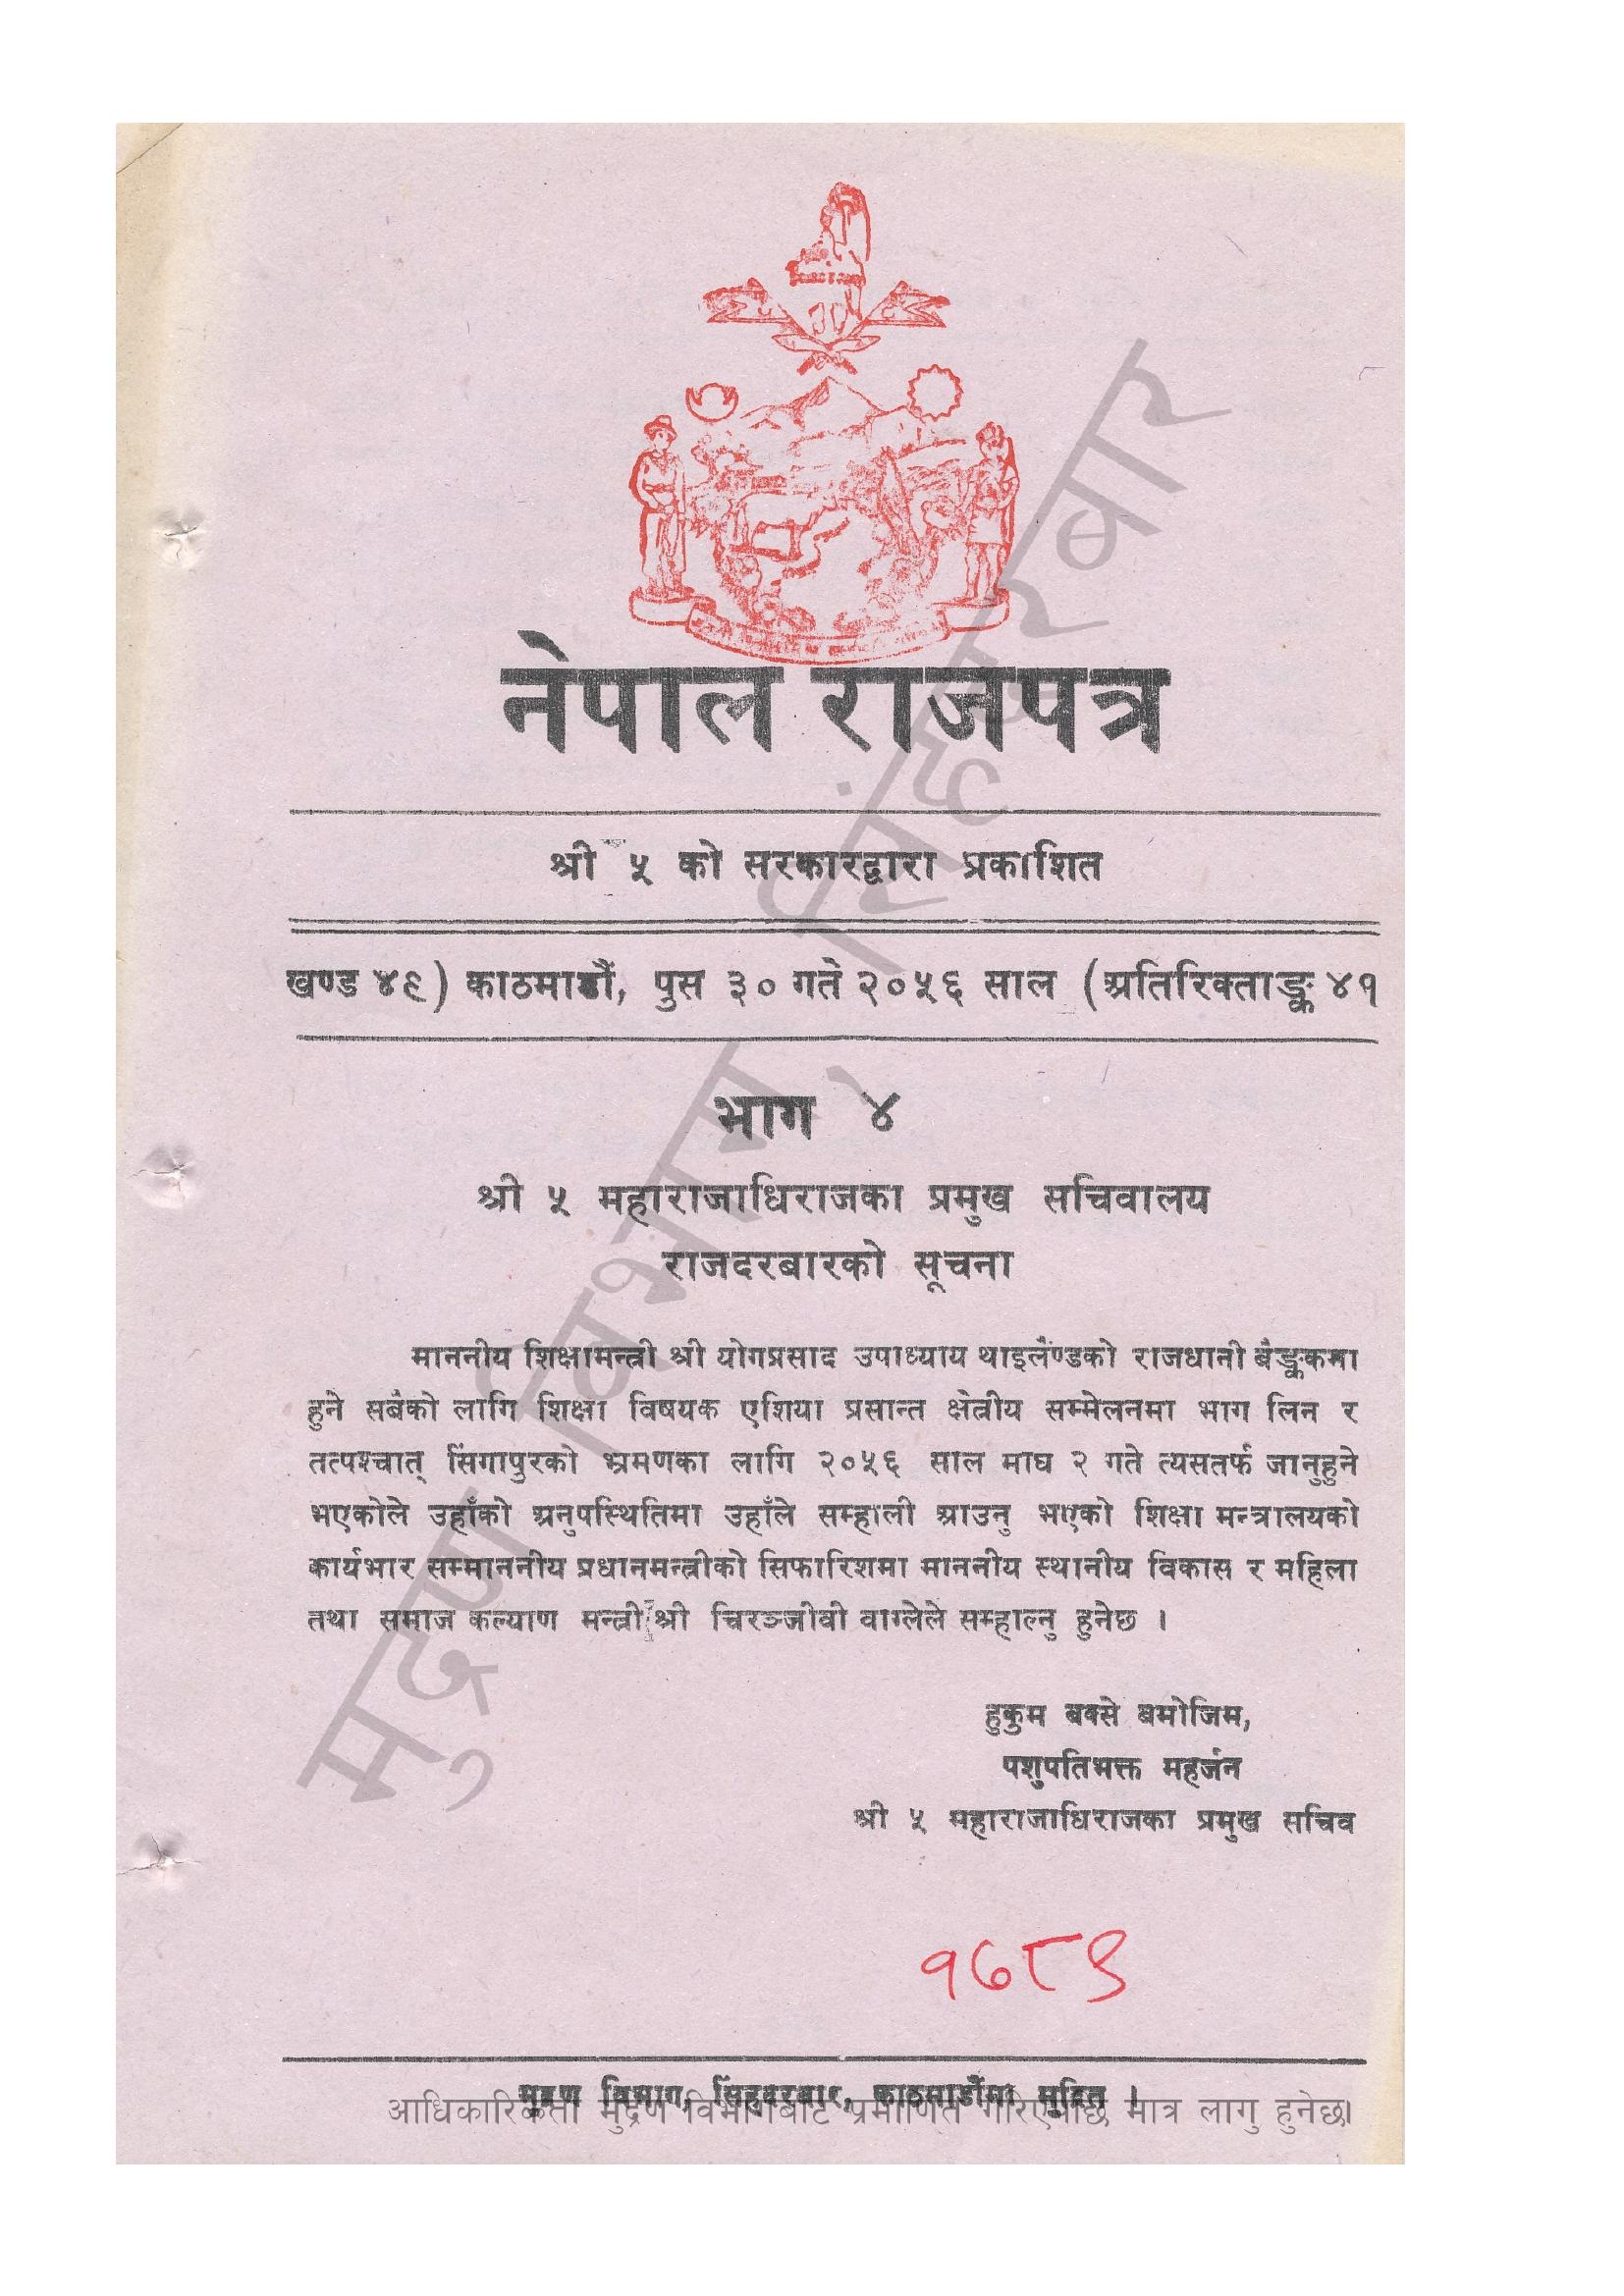 नेपाल राजपत्र
श्री ५ को सरकारद्वारा प्रकाशित
खण्ड ४९) काठमाडौं, पुस ३० गते २०५६ साल (अतिरिक्ताङ्क ४१
भाग ४
श्री ५ महाराजाधिराजका प्रमुख सचिवालय
राजदरबारको सूचना
माननीय शिक्षामन्त्री श्री योगप्रसाद उपाध्याय थाइलैण्डको राजधानी बैङ्ककमा
हुने सबैको लागि शिक्षा विषयक एशिया प्रसान्त क्षेत्रीय सम्मेलनमा भाग लिन र
तत्पश्चात् सिंगापुरको भ्रमणका लागि २०५६ साल माघ २ गते त्यसतर्फ जानुहुने
भएकोले उहाँको अनुपस्थितिमा उहाँले सम्हाली आउनु भएको शिक्षा मन्त्रालयको
कार्यभार सम्माननीय प्रधानमन्त्रीको सिफारिशमा माननीय स्थानीय विकास र महिला
तथा समाज कल्याण मन्त्री श्री चिरञ्जीवी वाग्लेले सम्हाल्नु हुनेछ ।
हुकुम बक्से बमोजिम,
पशुपतिभक्त महर्जन
श्री ५ महाराजाधिराजका प्रमुख सचिव
१७८९
मुद्रण विभाग, सिंहदरबार, काठमाडौंमा मुद्रित ।
आधिकारिकता मुद्रण विभागबाट प्रमाणित गरिएपछि मात्र लागु हुनेछ।
मुद्रण विभाग, सिंहदरबार